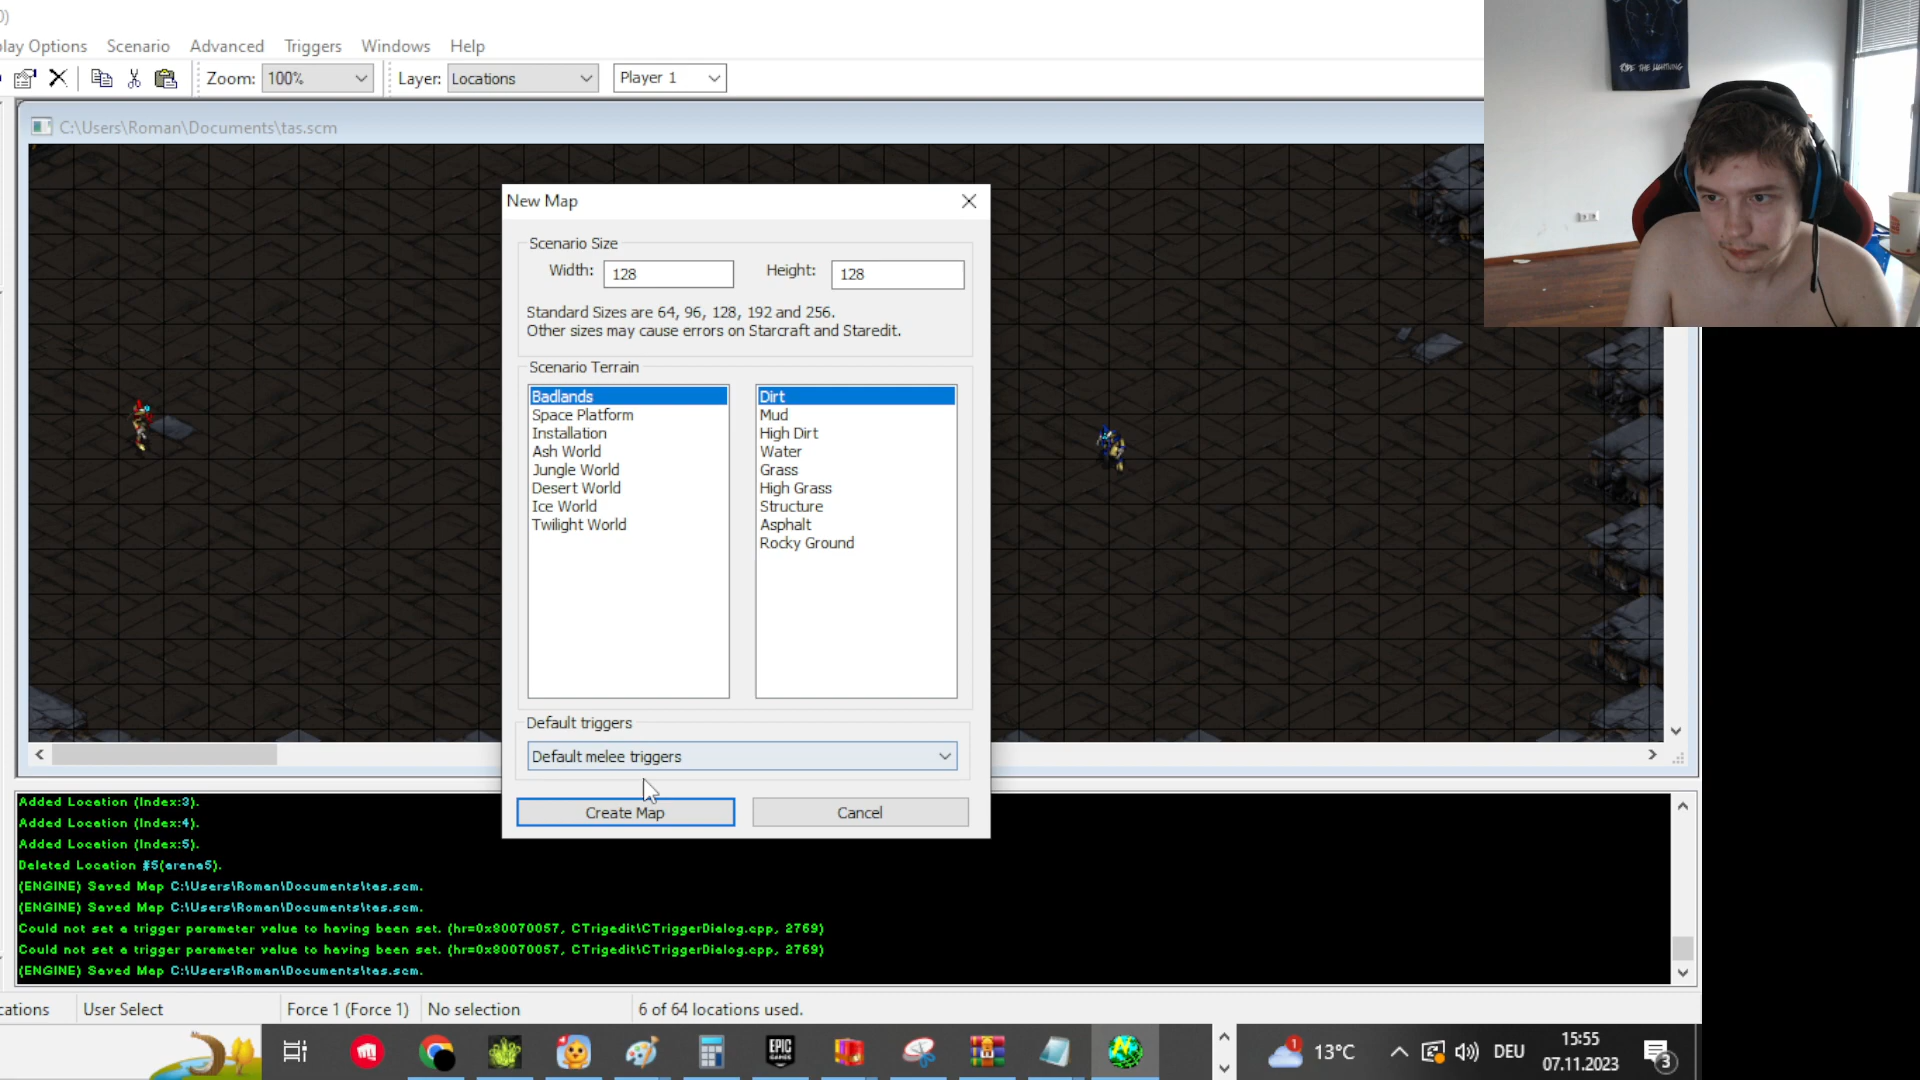 0)
lay Options Scenario Advanced Triggers Windows Help
Zoom: 100% Layer: Locations Player 1
C:\Users\Roman\Documents\tas.scm
RIDE THE LIGHTNING
New Map
Scenario Size
Width: 128 Height: 128
Standard Sizes are 64, 96, 128, 192 and 256.
Other sizes may cause errors on Starcraft and Staredit.
Scenario Terrain
Badlands
Space Platform
Installation
Ash World
Jungle World
Desert World
Ice World
Twilight World
Dirt
Mud
High Dirt
Water
Grass
High Grass
Structure
Asphalt
Rocky Ground
Default triggers
Default melee triggers
Create Map Cancel
Added Location (Index:3).
Added Location (Index:4).
Added Location (Index:5).
Deleted Location #5(arena5).
(ENGINE) Saved Map C:\Users\Roman\Documents\tas.scm.
(ENGINE) Saved Map C:\Users\Roman\Documents\tas.scm.
Could not set a trigger parameter value to having been set. (hr=0x80070057, CTrigedit\CTriggerDialog.cpp, 2769)
Could not set a trigger parameter value to having been set. (hr=0x80070057, CTrigedit\CTriggerDialog.cpp, 2769)
(ENGINE) Saved Map C:\Users\Roman\Documents\tas.scm.
cations User Select Force 1 (Force 1) No selection 6 of 64 locations used.
EPIC GAMES
1 13°C DEU 15:55 3
07.11.2023